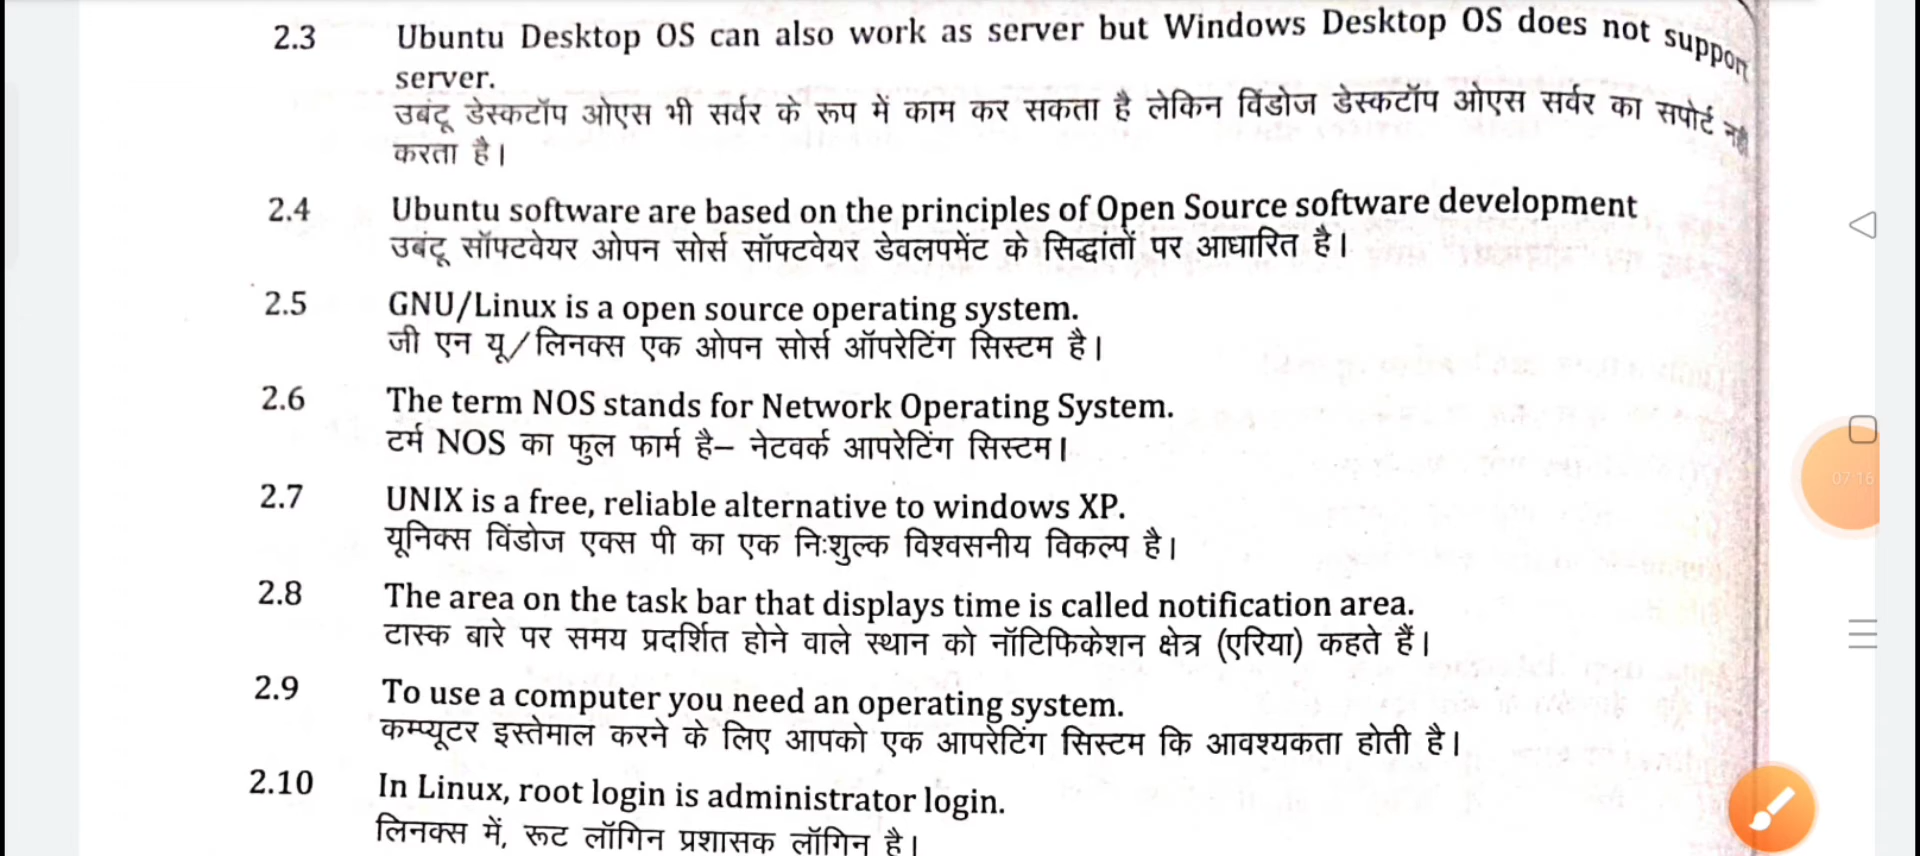 2.3 Ubuntu Desktop OS can also work as server but Windows Desktop OS does not support
server.
उबंटू डेस्कटॉप ओएस भी सर्वर के रूप में काम कर सकता है लेकिन विंडोज डेस्कटॉप ओएस सर्वर का सपोर्ट नही
करता है।
2.4 Ubuntu software are based on the principles of Open Source software development
उबंटू सॉफ्टवेयर ओपन सोर्स सॉफ्टवेयर डेवलपमेंट के सिद्धांतों पर आधारित है।
2.5 GNU/Linux is a open source operating system.
जी एन यू/लिनक्स एक ओपन सोर्स ऑपरेटिंग सिस्टम है।
2.6 The term NOS stands for Network Operating System.
टर्म NOS का फुल फार्म है– नेटवर्क आपरेटिंग सिस्टम।
2.7 UNIX is a free, reliable alternative to windows XP.
यूनिक्स विंडोज एक्स पी का एक निःशुल्क विश्वसनीय विकल्प है।
2.8 The area on the task bar that displays time is called notification area.
टास्क बारे पर समय प्रदर्शित होने वाले स्थान को नॉटिफिकेशन क्षेत्र (एरिया) कहते हैं।
2.9 To use a computer you need an operating system.
कम्प्यूटर इस्तेमाल करने के लिए आपको एक आपरेटिंग सिस्टम कि आवश्यकता होती है।
2.10 In Linux, root login is administrator login.
लिनक्स में, रूट लॉगिन प्रशासक लॉगिन है।
07:16